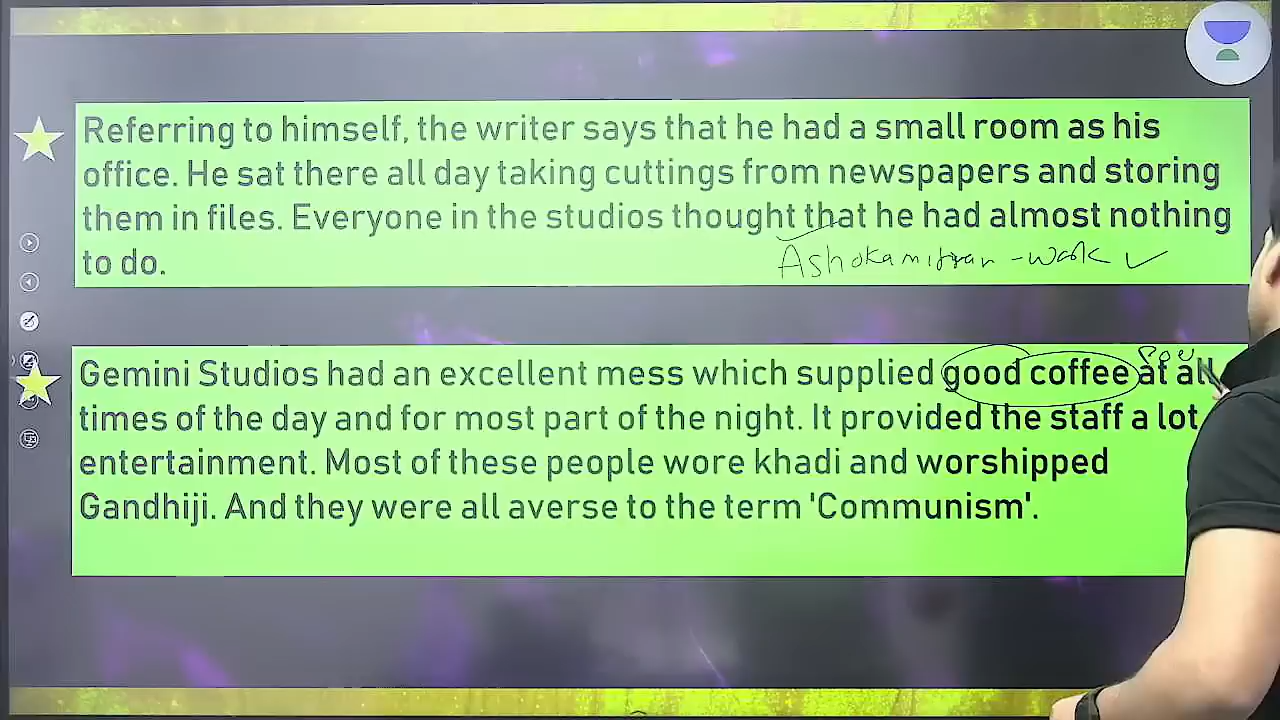 Referring to himself, the writer says that he had a small room as his
office. He sat there all day taking cuttings from newspapers and storing
them in files. Everyone in the studios thought that he had almost nothing
to do.
Ashokamitran - work ✓
Gemini Studios had an excellent mess which supplied good coffee at all
times of the day and for most part of the night. It provided the staff a lot
entertainment. Most of these people wore khadi and worshipped
Gandhiji. And they were all averse to the term 'Communism'.